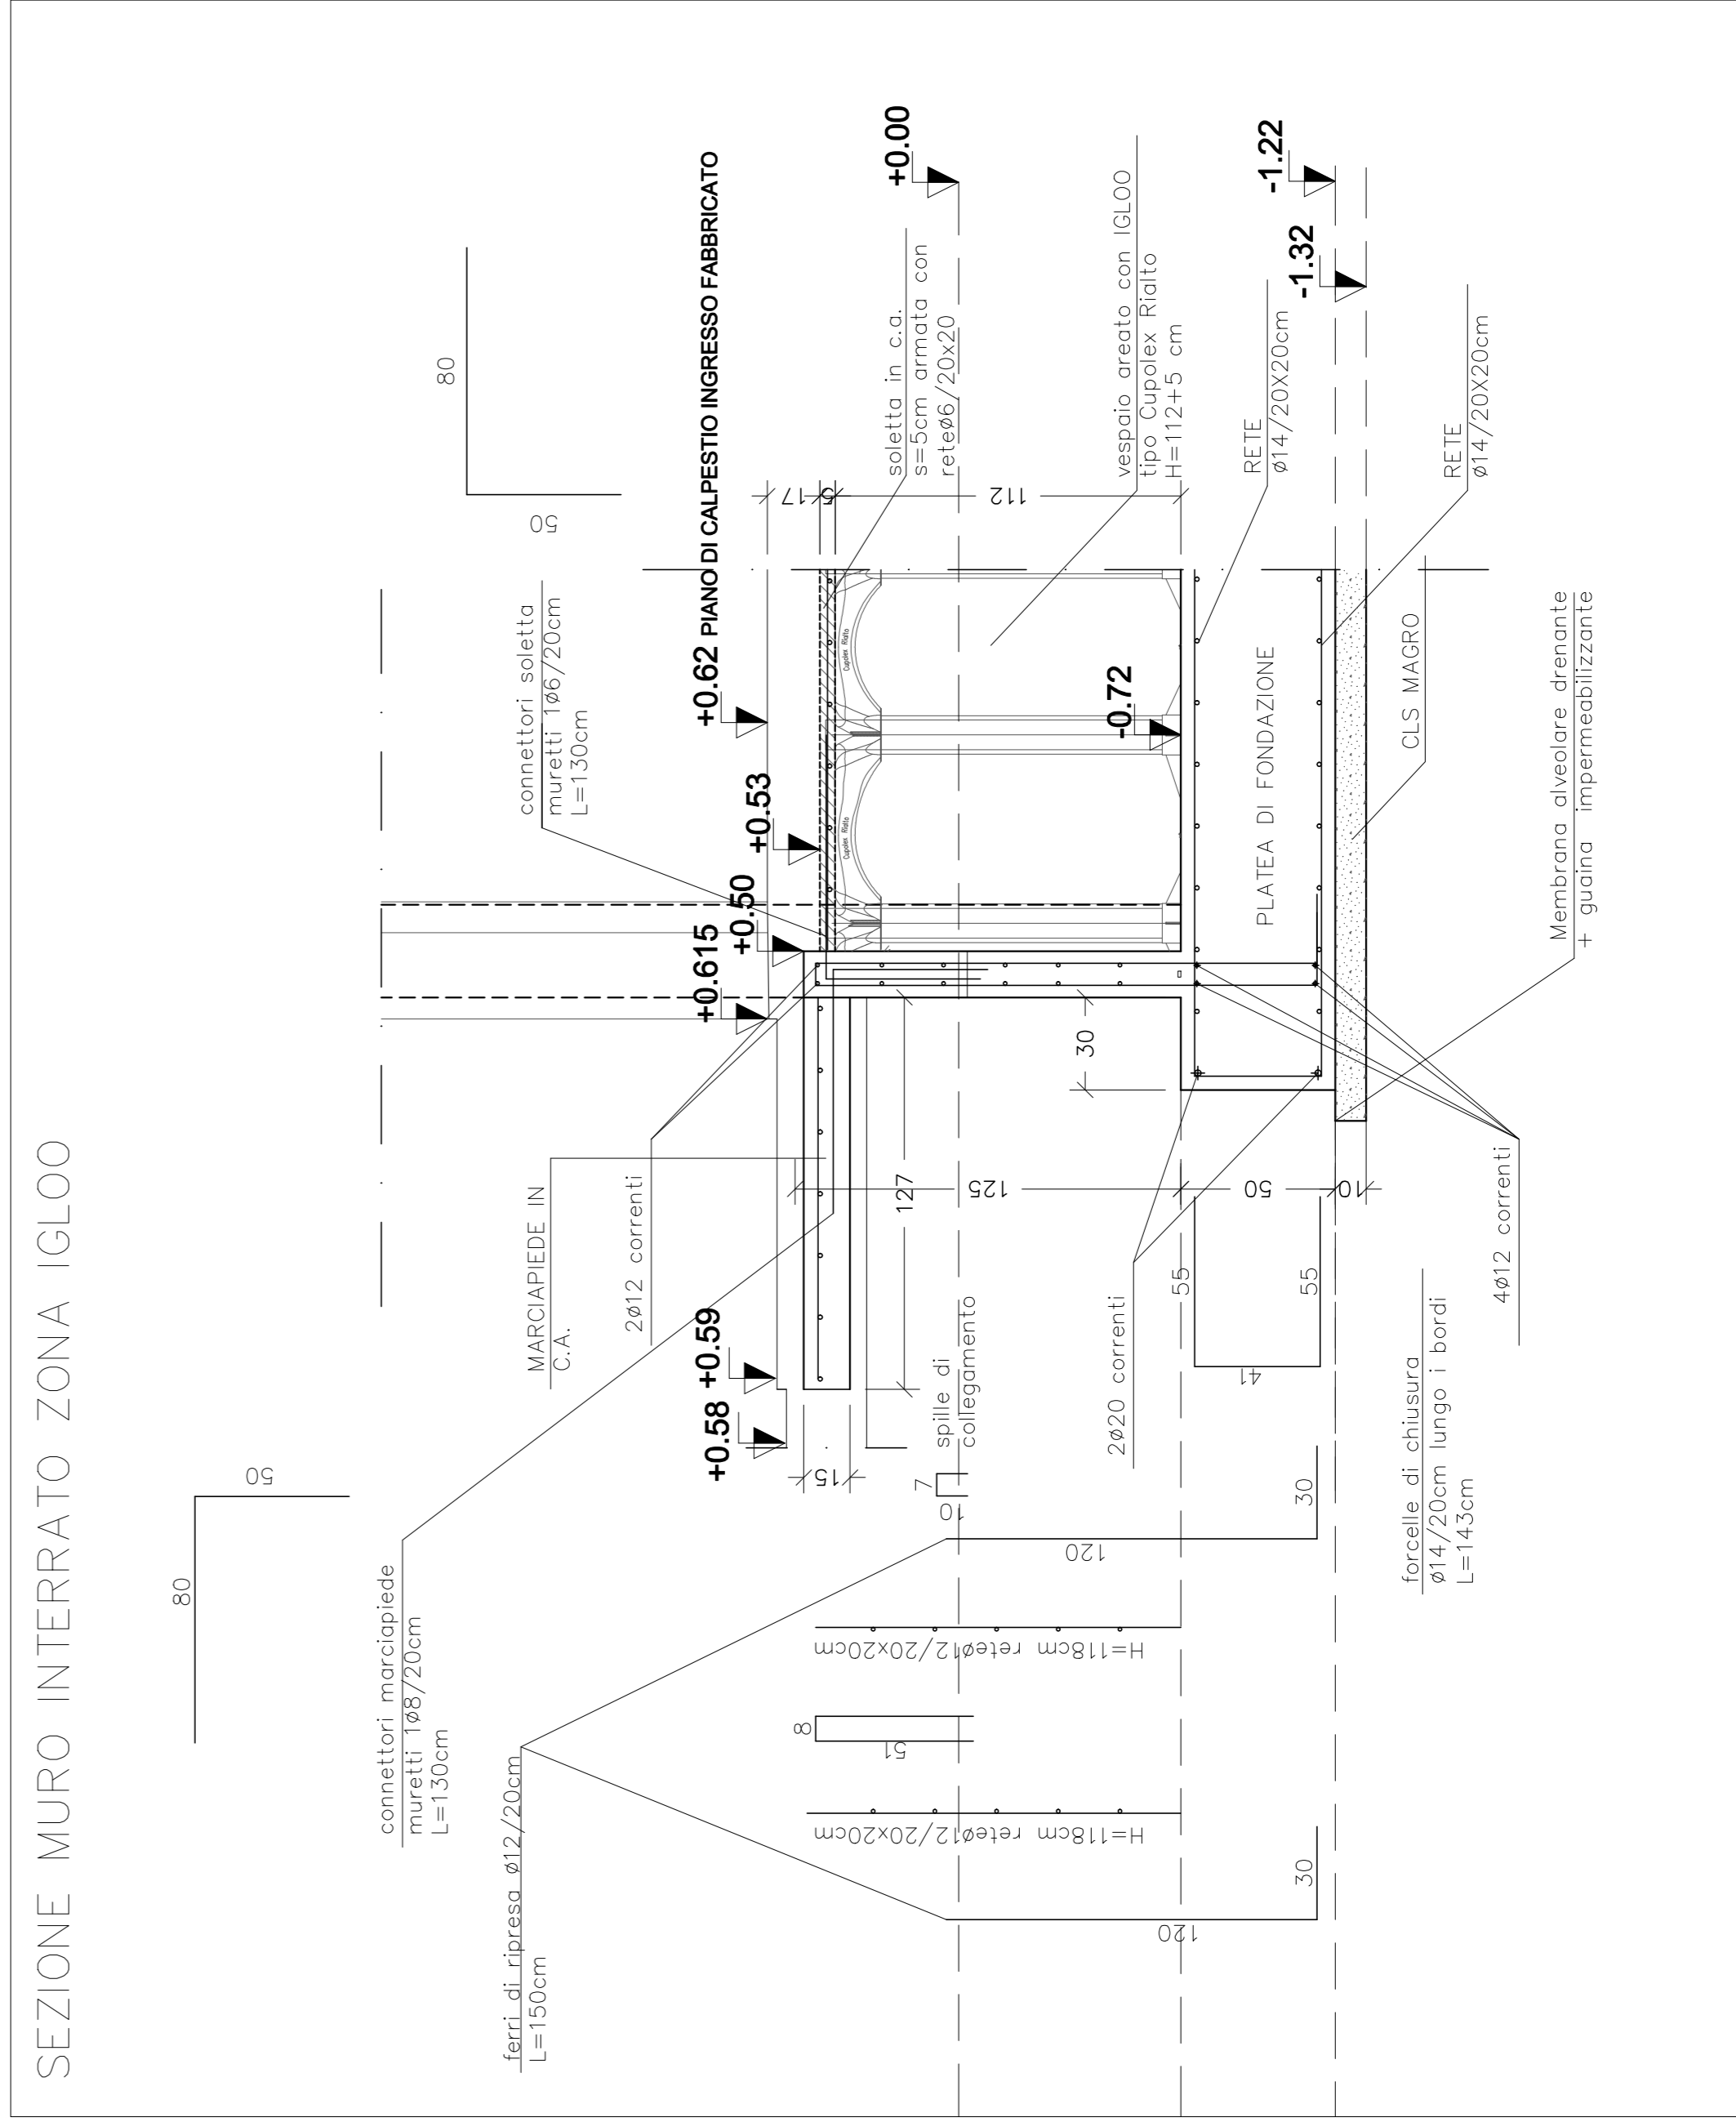 SEZIONE MURO INTERRATO ZONA IGLOO
80
50
80
50
connettori marciapiede
muretti 1ø8/20cm
L=130cm
ferri di ripresa ø12/20cm
L=150cm
MARCIAPIEDE IN
C.A.
2ø12 correnti
connettori soletta
muretti 1ø6/20cm
L=130cm
+0.58
+0.59
+0.615
+0.50
+0.53
+0.62 PIANO DI CALPESTIO INGRESSO FABBRICATO
+0.00
-0.72
-1.22
-1.32
17
5
112
soletta in c.a.
s=5cm armata con
reteø6/20x20
vespaio areato con IGLOO
tipo Cupolex Rialto
H=112+5 cm
Cupolex Rialto
Cupolex Rialto
RETE
ø14/20X20cm
RETE
ø14/20X20cm
PLATEA DI FONDAZIONE
CLS MAGRO
Membrana alveolare drenante
+ guaina impermeabilizzante
30
127
125
50
10
15
spille di
collegamento
7
10
2ø20 correnti
4ø12 correnti
55
55
41
forcelle di chiusura
ø14/20cm lungo i bordi
L=143cm
120
30
H=118cm reteø12/20x20cm
8
51
H=118cm reteø12/20x20cm
120
30